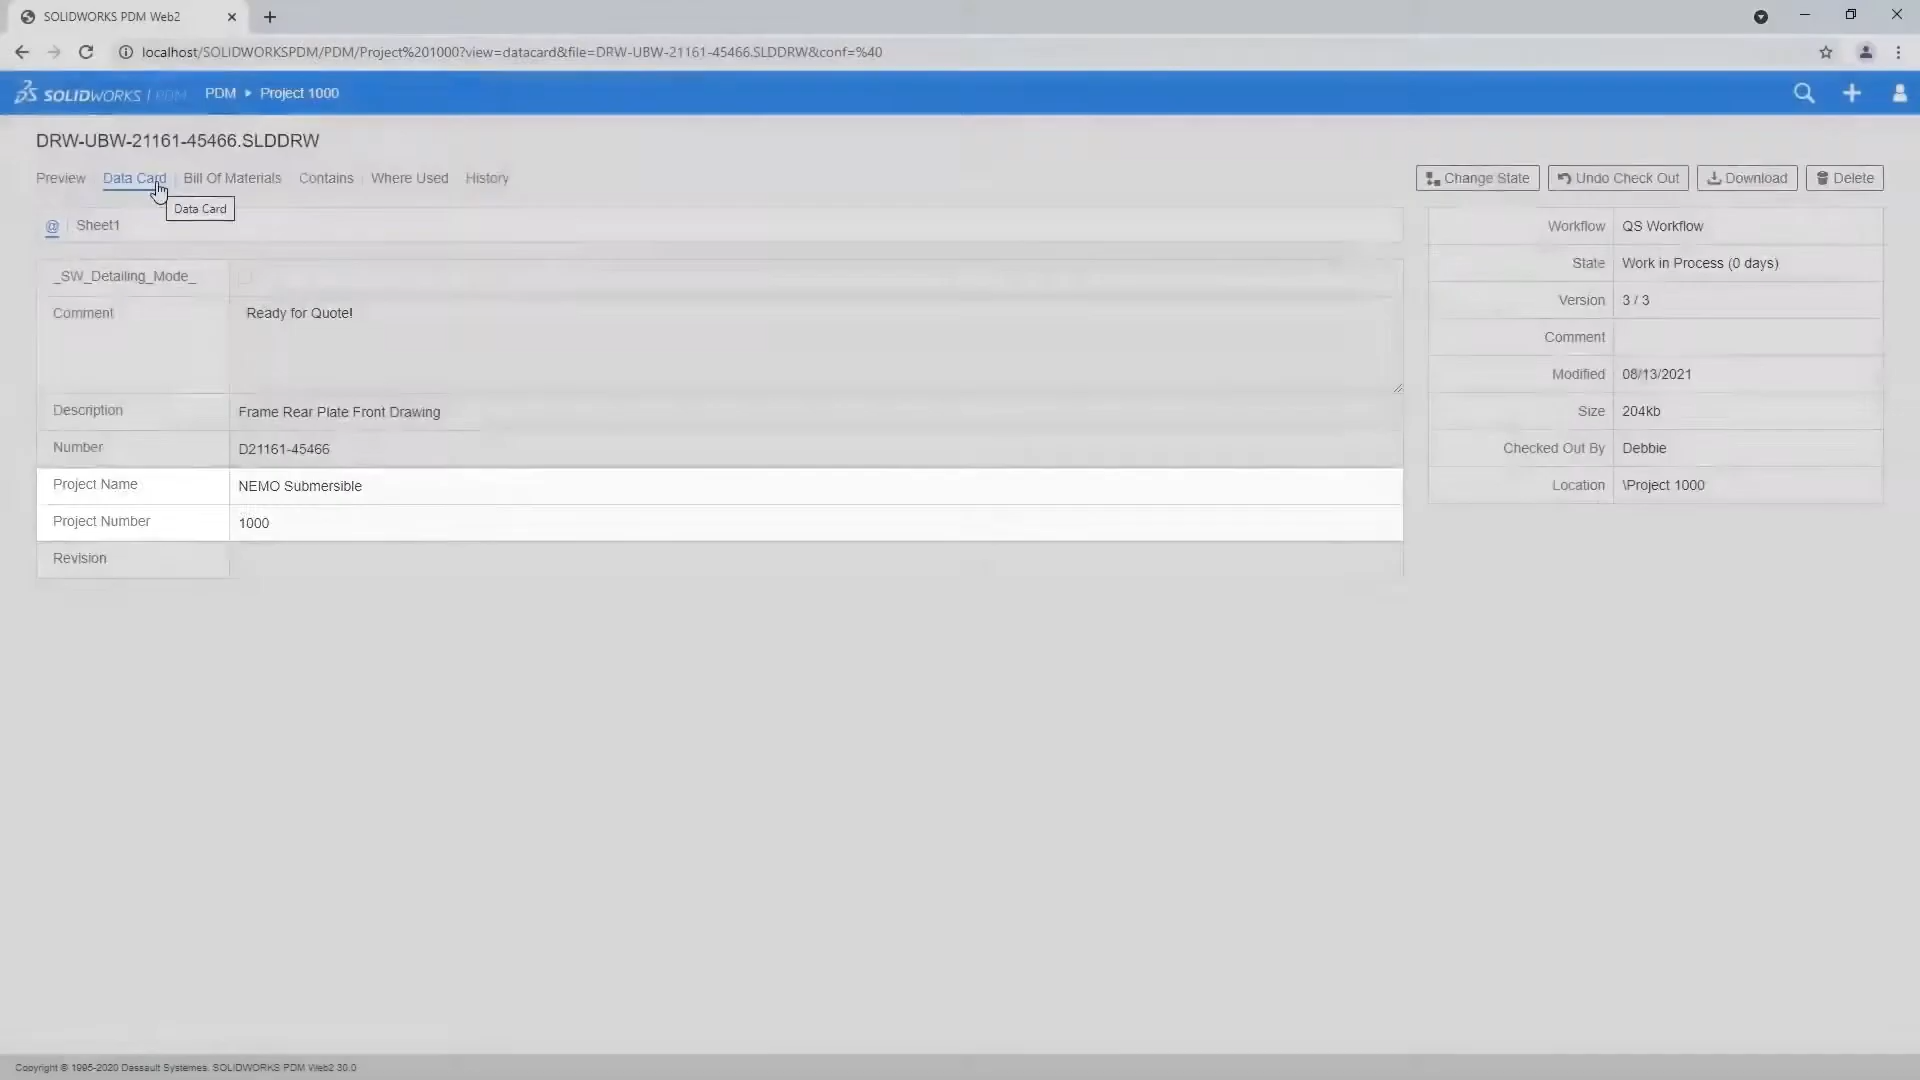 SOLIDWORKS PDM Web2
localhost/SOLIDWORKSPDM/PDM/Project%201000?view=datacard&file=DRW-UBW-21161-45466.SLDDRW&conf=%40
SOLIDWORKS | PDM PDM Project 1000
DRW-UBW-21161-45466.SLDDRW
Preview Data Card Bill Of Materials Contains Where Used History
Change State Undo Check Out Download Delete
Data Card
@ Sheet1
_SW_Detailing_Mode_
Comment Ready for Quote!
Description Frame Rear Plate Front Drawing
Number D21161-45466
Project Name NEMO Submersible
Project Number 1000
Revision
Workflow QS Workflow
State Work in Process (0 days)
Version 3 / 3
Comment
Modified 08/13/2021
Size 204kb
Checked Out By Debbie
Location \Project 1000
Copyright © 1995-2020 Dassault Systemes. SOLIDWORKS PDM Web2 30.0